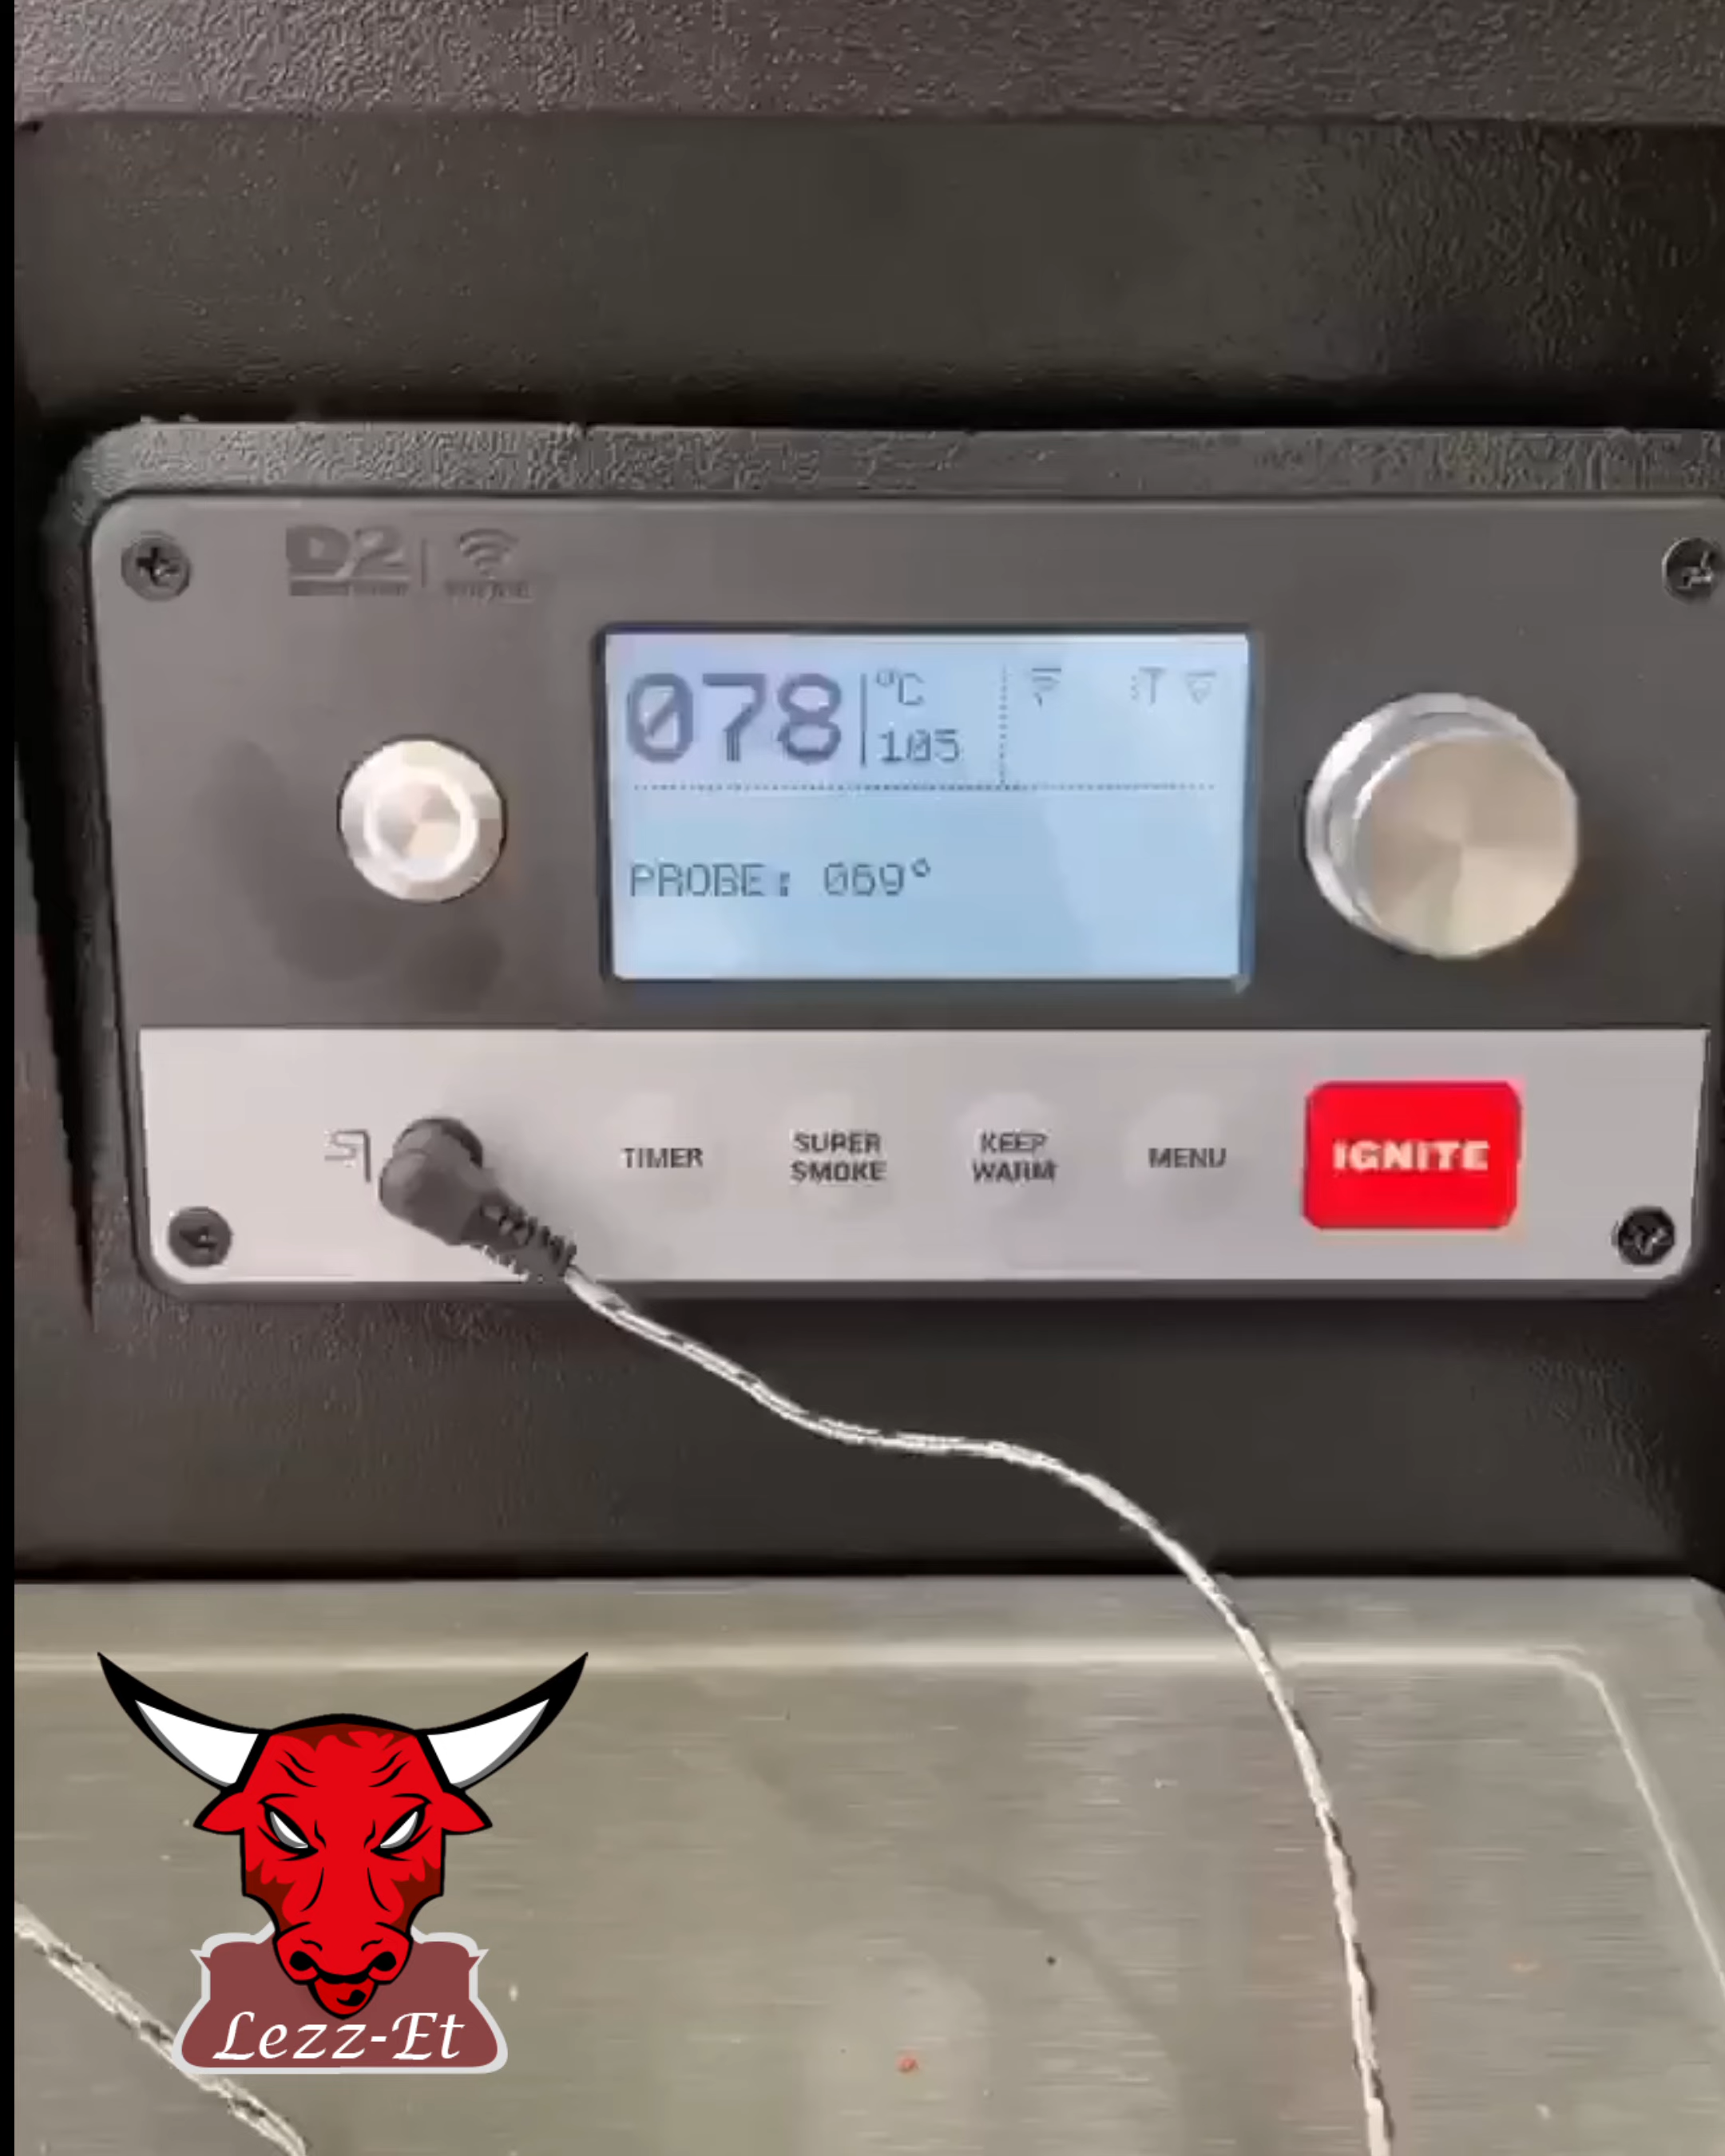 D2
078 °C
105
PROBE: 069°
TIMER
SUPER
SMOKE
KEEP
WARM
MENU
IGNITE
Lezz-Et